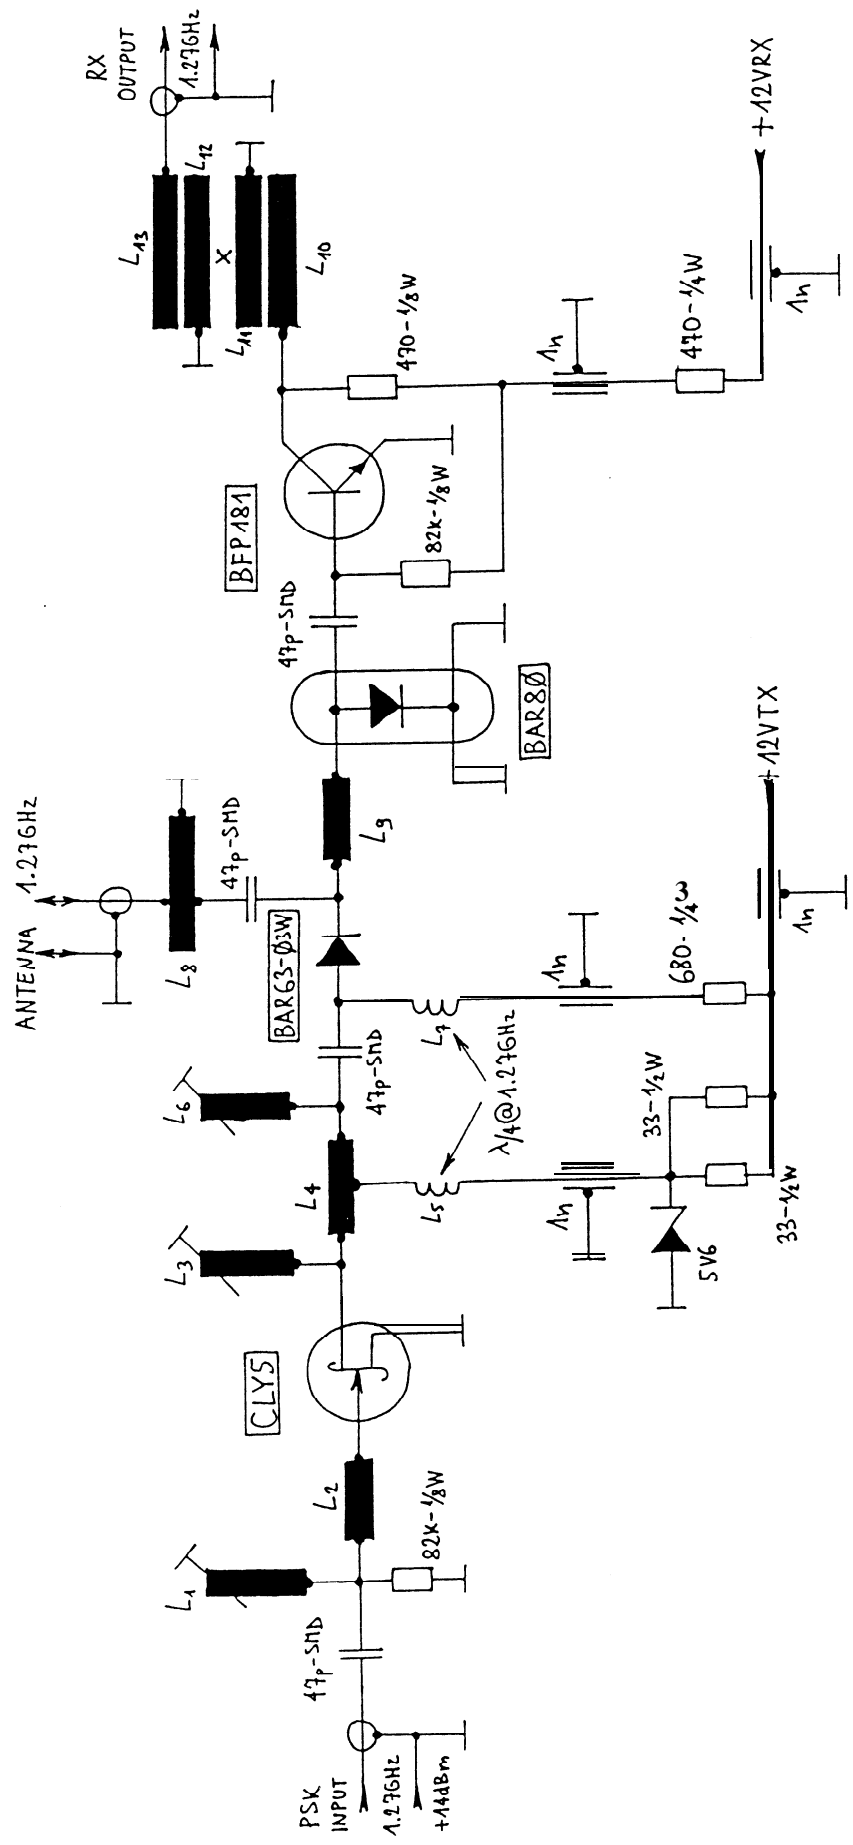 PSK
INPUT
1.27GHz
+14dBm
47p-SMD
L1
82k-1/8W
L2
CLY5
L3
L4
L5
λ/4@1.27GHz
1n
5V6
33-1/2W
33-1/2W
L6
47p-SMD
L7
1n
680-1/4W
BAR63-03W
ANTENNA
1.27GHz
L8
47p-SMD
1n
+12VTX
L9
BAR80
47p-SMD
BFP181
82k-1/8W
470-1/8W
1n
470-1/4W
1n
+12VRX
L10
L11
X
L12
L13
RX
OUTPUT
1.27GHz